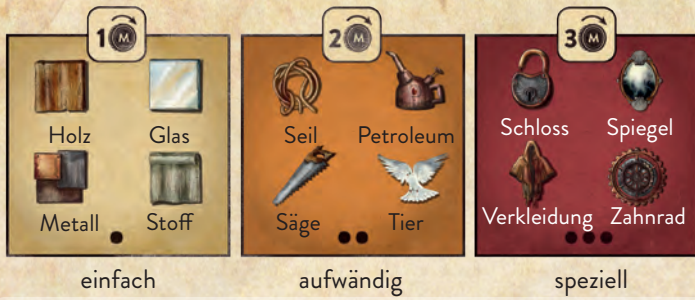 1 M 2 M 3 M
Holz Glas Seil Petroleum Schloss Spiegel
Metall Stoff Säge Tier Verkleidung Zahnrad
einfach aufwändig speziell